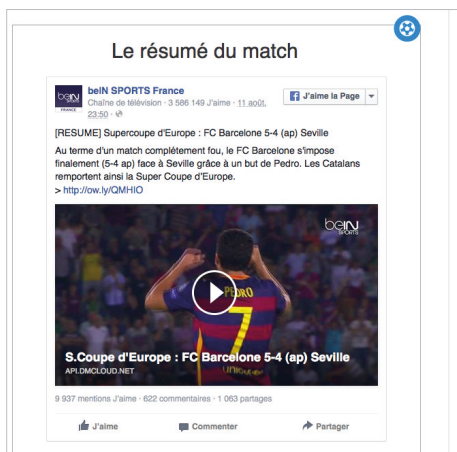 Le résumé du match
beIN SPORTS France
Chaîne de télévision · 3 586 149 J'aime · 11 août,
23:50 ·
J'aime la Page
[RESUME] Supercoupe d'Europe : FC Barcelone 5-4 (ap) Seville
Au terme d'un match complétement fou, le FC Barcelone s'impose
finalement (5-4 ap) face à Seville grâce à un but de Pedro. Les Catalans
remportent ainsi la Super Coupe d'Europe.
> http://ow.ly/QMHIO
beIN
SPORTS
PEDRO
7
S.Coupe d'Europe : FC Barcelone 5-4 (ap) Seville
API.DMCLOUD.NET
unicef
9 937 mentions J'aime · 622 commentaires · 1 063 partages
J'aime
Commenter
Partager